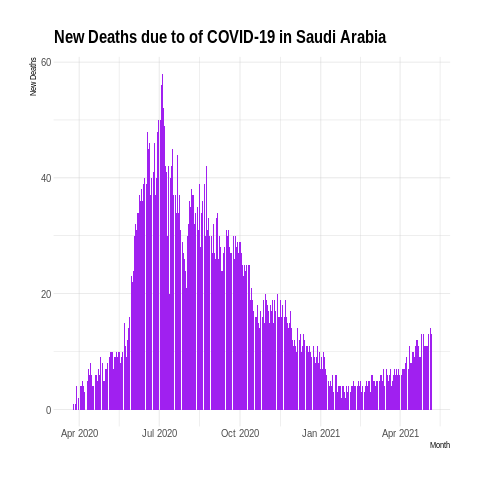 New Deaths due to of COVID-19 in Saudi Arabia
New Deaths
60
40
20
0
Apr 2020 Jul 2020 Oct 2020 Jan 2021 Apr 2021
Month